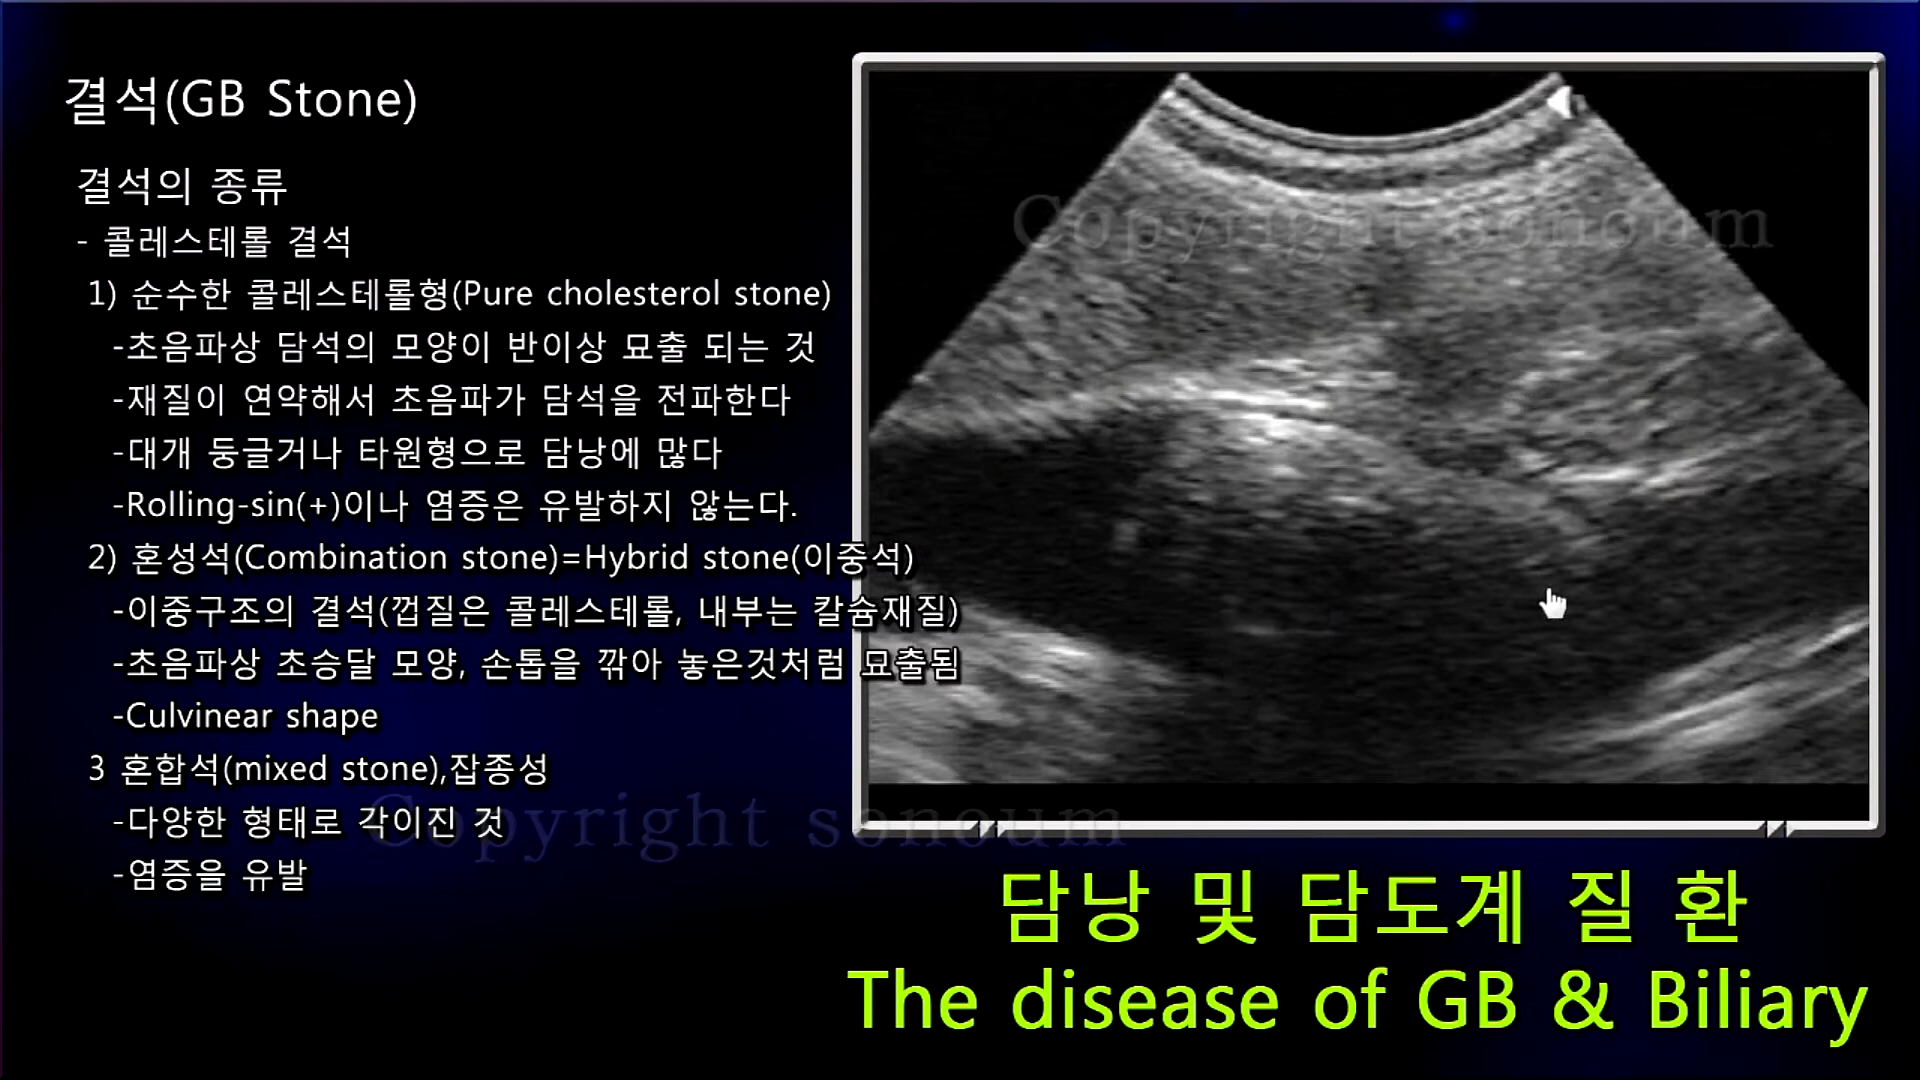 결석(GB Stone)
결석의 종류
- 콜레스테롤 결석
1) 순수한 콜레스테롤형(Pure cholesterol stone)
-초음파상 담석의 모양이 반이상 묘출 되는 것
-재질이 연약해서 초음파가 담석을 전파한다
-대개 둥글거나 타원형으로 담낭에 많다
-Rolling-sin(+)이나 염증은 유발하지 않는다.
2) 혼성석(Combination stone)=Hybrid stone(이중석)
-이중구조의 결석(껍질은 콜레스테롤, 내부는 칼슘재질)
-초음파상 초승달 모양, 손톱을 깎아 놓은것처럼 묘출됨
-Culvinear shape
3 혼합석(mixed stone),잡종성
-다양한 형태로 각이진 것
-염증을 유발
Copyright sonoum
Copyright sonoum
담낭 및 담도계 질 환
The disease of GB & Biliary